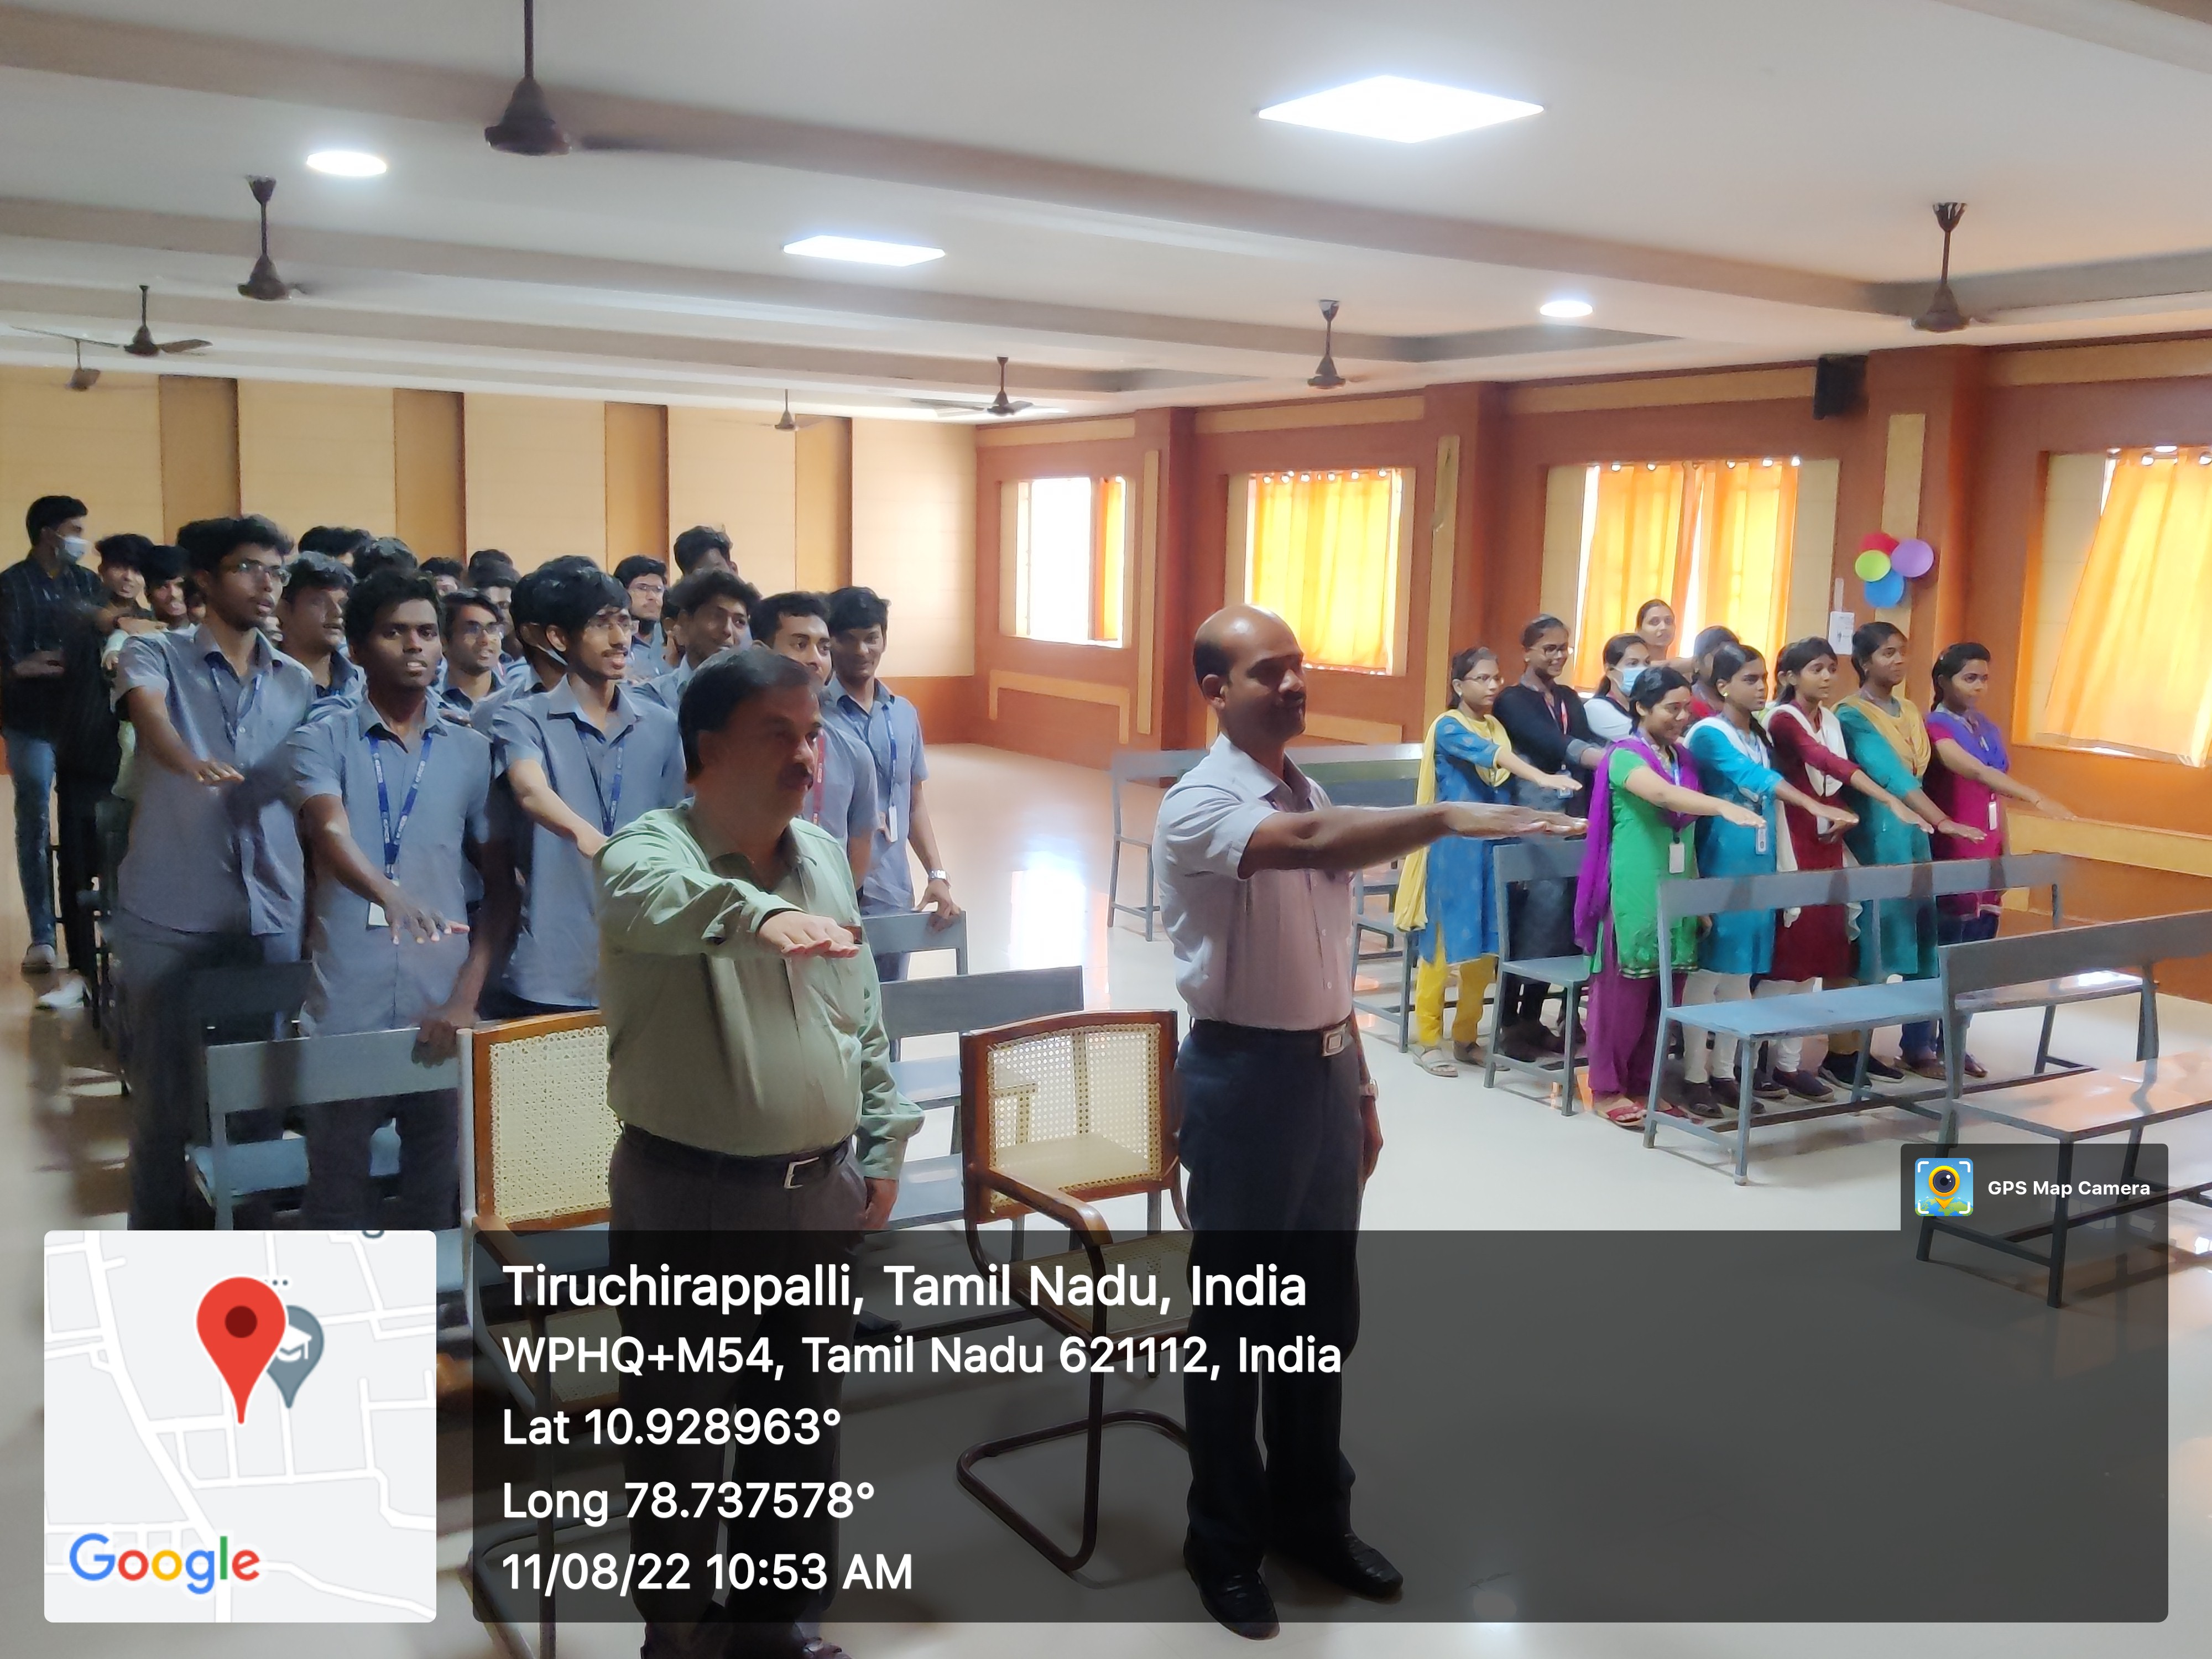 GPS Map Camera
Tiruchirappalli, Tamil Nadu, India
WPHQ+M54, Tamil Nadu 621112, India
Lat 10.928963°
Long 78.737578°
11/08/22 10:53 AM
Google